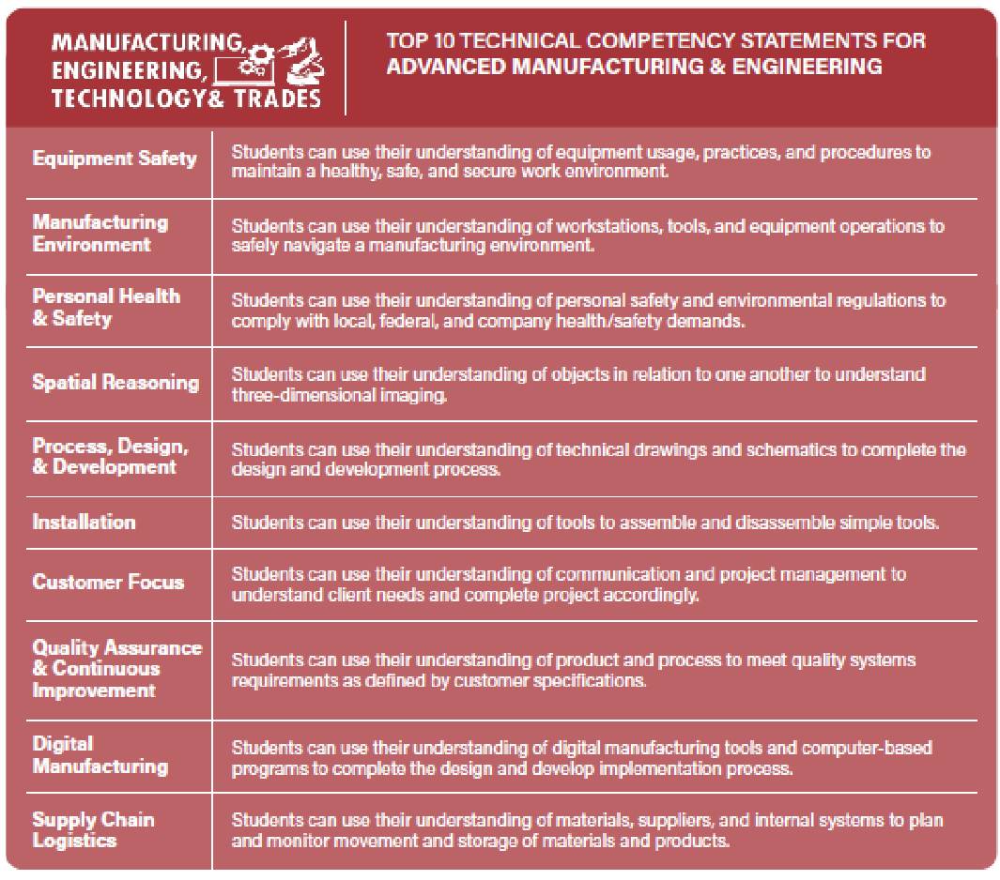 MANUFACTURING,
ENGINEERING,
TECHNOLOGY& TRADES
TOP 10 TECHNICAL COMPETENCY STATEMENTS FOR
ADVANCED MANUFACTURING & ENGINEERING
Equipment Safety
Students can use their understanding of equipment usage, practices, and procedures to
maintain a healthy, safe, and secure work environment.
Manufacturing
Environment
Students can use their understanding of workstations, tools, and equipment operations to
safely navigate a manufacturing environment.
Personal Health
& Safety
Students can use their understanding of personal safety and environmental regulations to
comply with local, federal, and company health/safety demands.
Spatial Reasoning
Students can use their understanding of objects in relation to one another to understand
three-dimensional imaging.
Process, Design,
& Development
Students can use their understanding of technical drawings and schematics to complete the
design and development process.
Installation
Students can use their understanding of tools to assemble and disassemble simple tools.
Customer Focus
Students can use their understanding of communication and project management to
understand client needs and complete project accordingly.
Quality Assurance
& Continuous
Improvement
Students can use their understanding of product and process to meet quality systems
requirements as defined by customer specifications.
Digital
Manufacturing
Students can use their understanding of digital manufacturing tools and computer-based
programs to complete the design and develop implementation process.
Supply Chain
Logistics
Students can use their understanding of materials, suppliers, and internal systems to plan
and monitor movement and storage of materials and products.